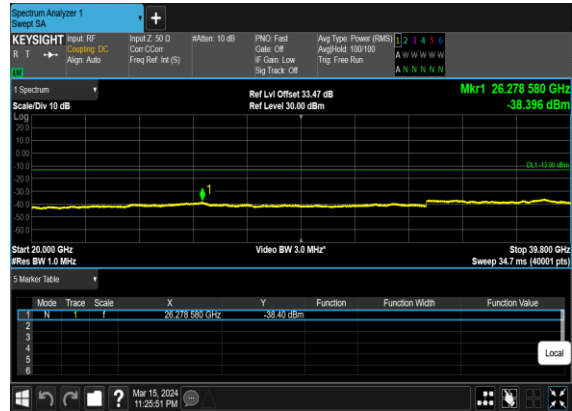 Spectrum Analyzer 1
Swept SA
+
KEYSIGHT Input: RF Input Z: 50 Ω #Atten: 10 dB PNO: Fast Avg Type: Power (RMS) 1 2 3 4 5 6
R T Coupling: DC Corr CCorr Gate: Off Avg|Hold: 100/100 A W W W W W
Align: Auto Freq Ref: Int (S) IF Gain: Low Trig: Free Run
Sig Track: Off A N N N N N
1 Spectrum Ref Lvl Offset 33.47 dB Mkr1 26.278 580 GHz
Scale/Div 10 dB Ref Level 30.00 dBm -38.396 dBm
Log
20.0
10.0
0.00
-10.0 DL1 -13.00 dBm
-20.0
-30.0
1
-40.0
-50.0
-60.0
Start 20.000 GHz Video BW 3.0 MHz* Stop 39.800 GHz
#Res BW 1.0 MHz Sweep 34.7 ms (40001 pts)
5 Marker Table
Mode Trace Scale X Y Function Function Width Function Value
1 N 1 f 26.278 580 GHz -38.40 dBm
2
3
4
5
6
Local
? Mar 15, 2024
11:25:51 PM